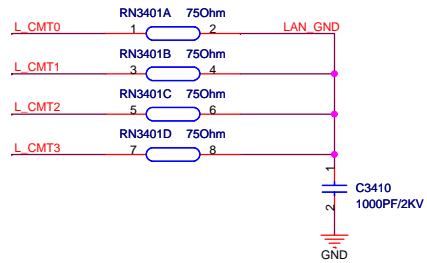 RN3401A 75Ohm
L_CMT0 1 2 LAN_GND
RN3401B 75Ohm
L_CMT1 3 4
RN3401C 75Ohm
L_CMT2 5 6
RN3401D 75Ohm
L_CMT3 7 8
1
C3410
1000PF/2KV
2
GND